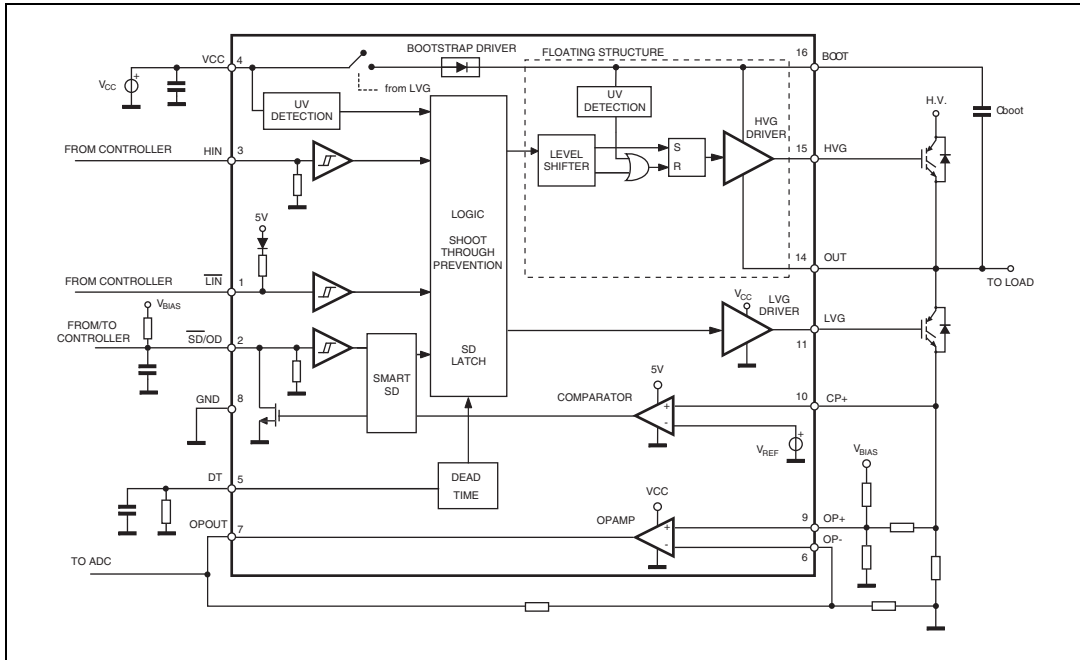 BOOTSTRAP DRIVER
FLOATING STRUCTURE
16
BOOT
VCC
4
VCC
+
from LVG
UV
DETECTION
UV
DETECTION
H.V.
Cboot
FROM CONTROLLER
HIN
3
LEVEL
SHIFTER
S
R
HVG
DRIVER
15
HVG
5V
LOGIC
SHOOT
THROUGH
PREVENTION
SD
LATCH
14
OUT
TO LOAD
FROM CONTROLLER
LIN
1
VBIAS
FROM/TO
CONTROLLER
SD/OD
2
VCC
LVG
DRIVER
LVG
11
SMART
SD
GND
8
5V
COMPARATOR
+
-
10
CP+
VREF
+
VBIAS
DT
5
DEAD
TIME
VCC
OPAMP
+
-
9
OP+
OP-
6
OPOUT
7
TO ADC